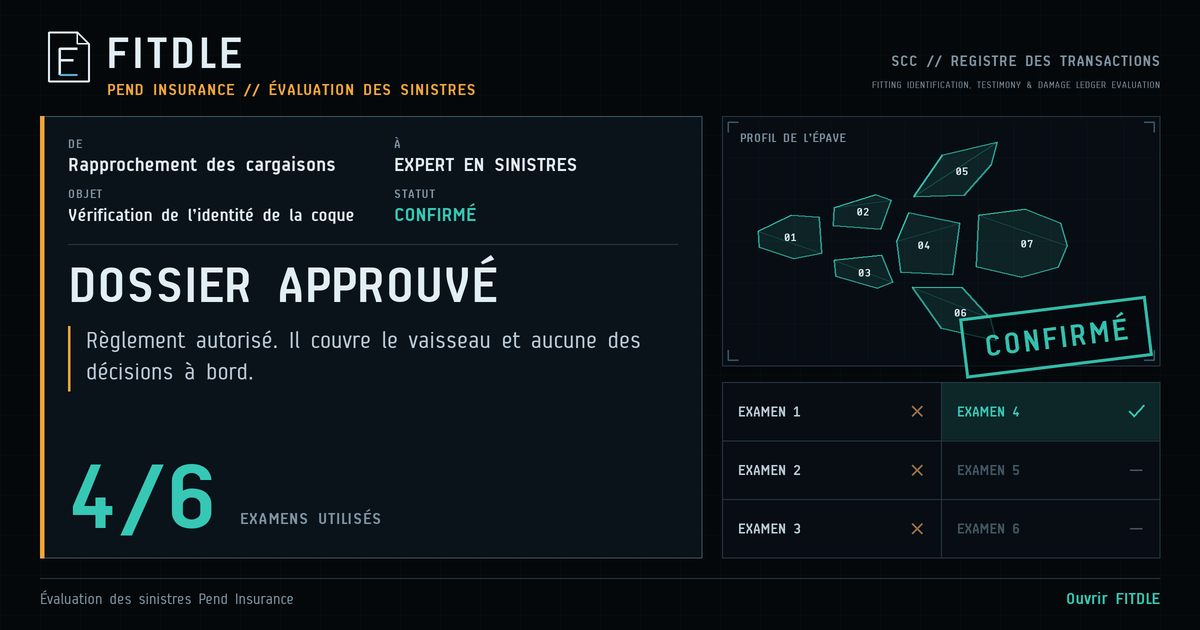 FITDLE
PEND INSURANCE // ÉVALUATION DES SINISTRES
SCC // REGISTRE DES TRANSACTIONS
FITTING IDENTIFICATION, TESTIMONY & DAMAGE LEDGER EVALUATION
DE
Rapprochement des cargaisons
À
EXPERT EN SINISTRES
OBJET
Vérification de l’identité de la coque
STATUT
CONFIRMÉ
DOSSIER APPROUVÉ
Règlement autorisé. Il couvre le vaisseau et aucune des
décisions à bord.
4/6
EXAMENS UTILISÉS
PROFIL DE L’ÉPAVE
05
02
01
04
07
03
06
CONFIRMÉ
EXAMEN 1
EXAMEN 4
EXAMEN 2
EXAMEN 5
EXAMEN 3
EXAMEN 6
Évaluation des sinistres Pend Insurance
Ouvrir FITDLE